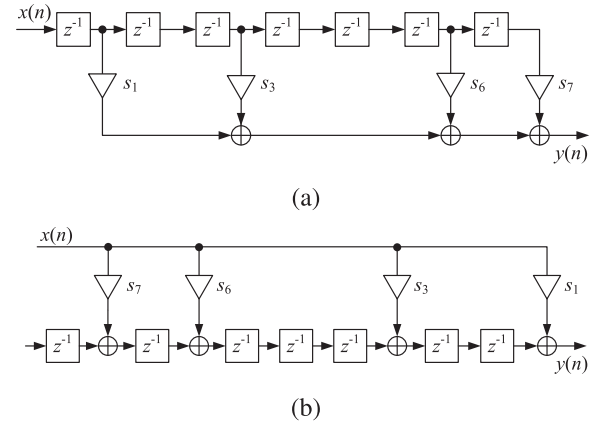 x(n)
z⁻¹ z⁻¹ z⁻¹ z⁻¹ z⁻¹ z⁻¹ z⁻¹
s₁ s₃ s₆ s₇
y(n)
(a)
x(n)
s₇ s₆ s₃ s₁
z⁻¹ z⁻¹ z⁻¹ z⁻¹ z⁻¹ z⁻¹ z⁻¹
y(n)
(b)